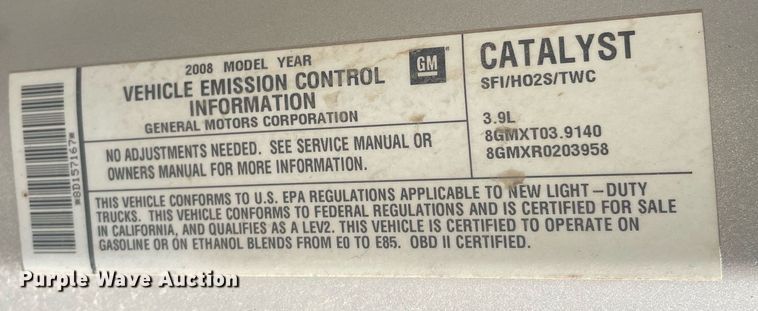 2008 MODEL YEAR
VEHICLE EMISSION CONTROL
INFORMATION
GENERAL MOTORS CORPORATION
GM
NO ADJUSTMENTS NEEDED. SEE SERVICE MANUAL OR
OWNERS MANUAL FOR MORE INFORMATION.
CATALYST
SFI/HO2S/TWC
3.9L
8GMXT03.9140
8GMXR0203958
THIS VEHICLE CONFORMS TO U.S. EPA REGULATIONS APPLICABLE TO NEW LIGHT-DUTY
TRUCKS. THIS VEHICLE CONFORMS TO FEDERAL REGULATIONS AND IS CERTIFIED FOR SALE
IN CALIFORNIA, AND QUALIFIES AS A LEV2. THIS VEHICLE IS CERTIFIED TO OPERATE ON
GASOLINE OR ON ETHANOL BLENDS FROM E0 TO E85. OBD II CERTIFIED.
*8D157167*
Purple Wave Auction